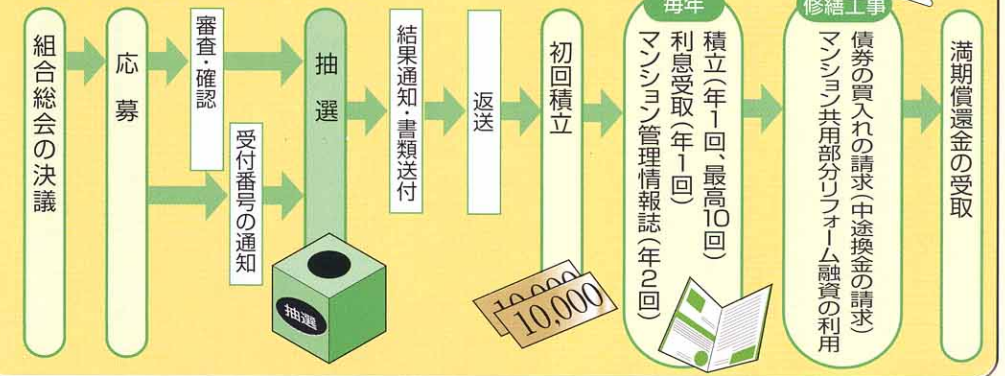 組合総会の決議
応募
審査・確認
受付番号の通知
抽選
抽選
結果通知・書類送付
返送
初回積立
10,000
10,000
毎年
積立(年1回、最高10回)
利息受取(年1回)
マンション管理情報誌(年2回)
修繕工事
債券の買入れの請求(中途換金の請求)
マンション共用部分リフォーム融資の利用
満期償還金の受取